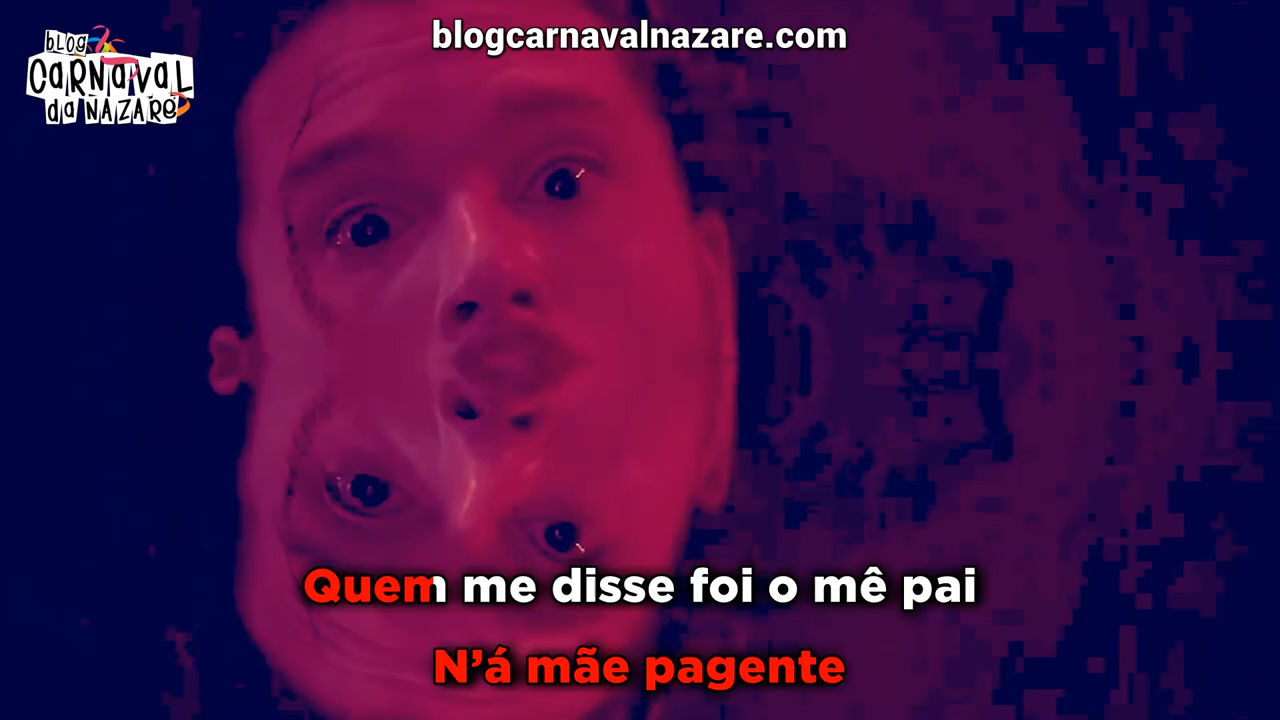 blogcarnavalnazare.com
BLOG
CARNAVAL
da NAZARÉ
Quem me disse foi o mê pai
N’á mãe pagente